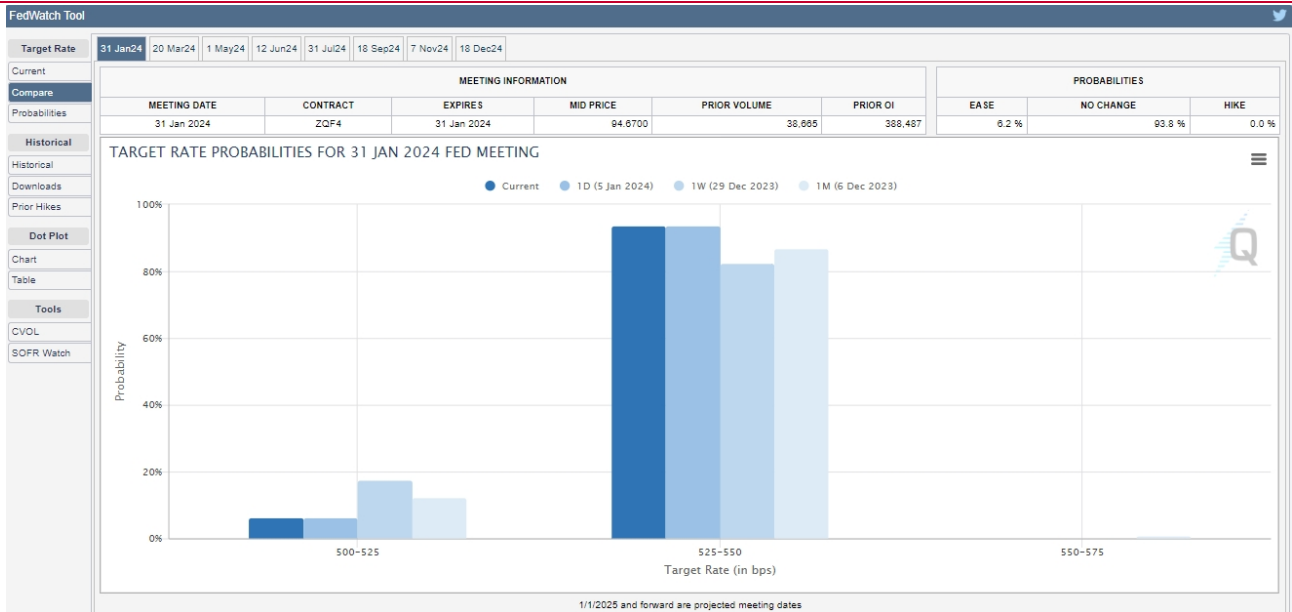 FedWatch Tool
Target Rate
Current
Compare
Probabilities
Historical
Historical
Downloads
Prior Hikes
Dot Plot
Chart
Table
Tools
CVOL
SOFR Watch
31 Jan24 20 Mar24 1 May24 12 Jun24 31 Jul24 18 Sep24 7 Nov24 18 Dec24
MEETING INFORMATION
MEETING DATE CONTRACT EXPIRES MID PRICE PRIOR VOLUME PRIOR OI
31 Jan 2024 ZQF4 31 Jan 2024 94.6700 38,665 388,487
PROBABILITIES
EASE NO CHANGE HIKE
6.2 % 93.8 % 0.0 %
TARGET RATE PROBABILITIES FOR 31 JAN 2024 FED MEETING
Current 1D (5 Jan 2024) 1W (29 Dec 2023) 1M (6 Dec 2023)
Q
Probability
100%
80%
60%
40%
20%
0%
500-525 525-550 550-575
Target Rate (in bps)
1/1/2025 and forward are projected meeting dates